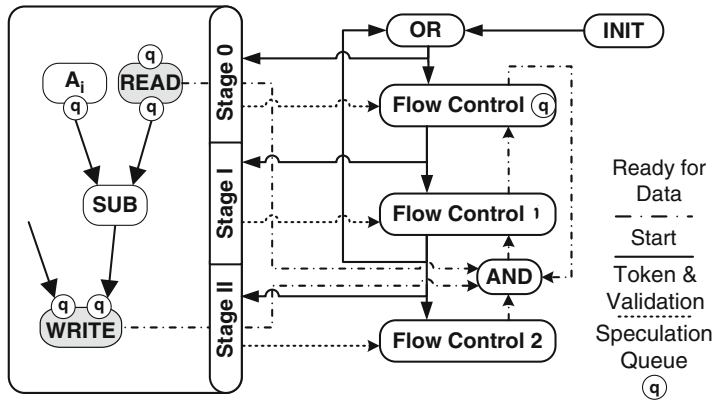 OR
INIT
q
A_i
READ
q
q
Stage 0
Flow Control q
SUB
Stage I
Flow Control 1
q
q
WRITE
Stage II
AND
Flow Control 2
Ready for
Data
Start
Token &
Validation
Speculation
Queue
q